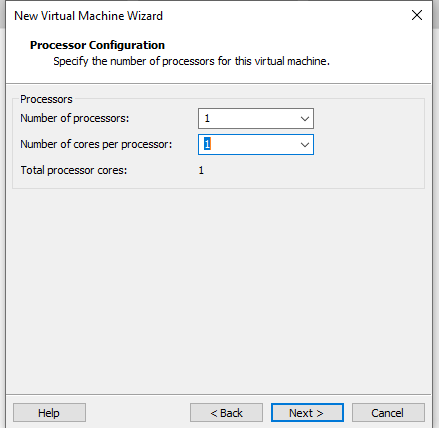 New Virtual Machine Wizard
Processor Configuration
Specify the number of processors for this virtual machine.
Processors
Number of processors: 1
Number of cores per processor: 1
Total processor cores: 1
Help < Back Next > Cancel